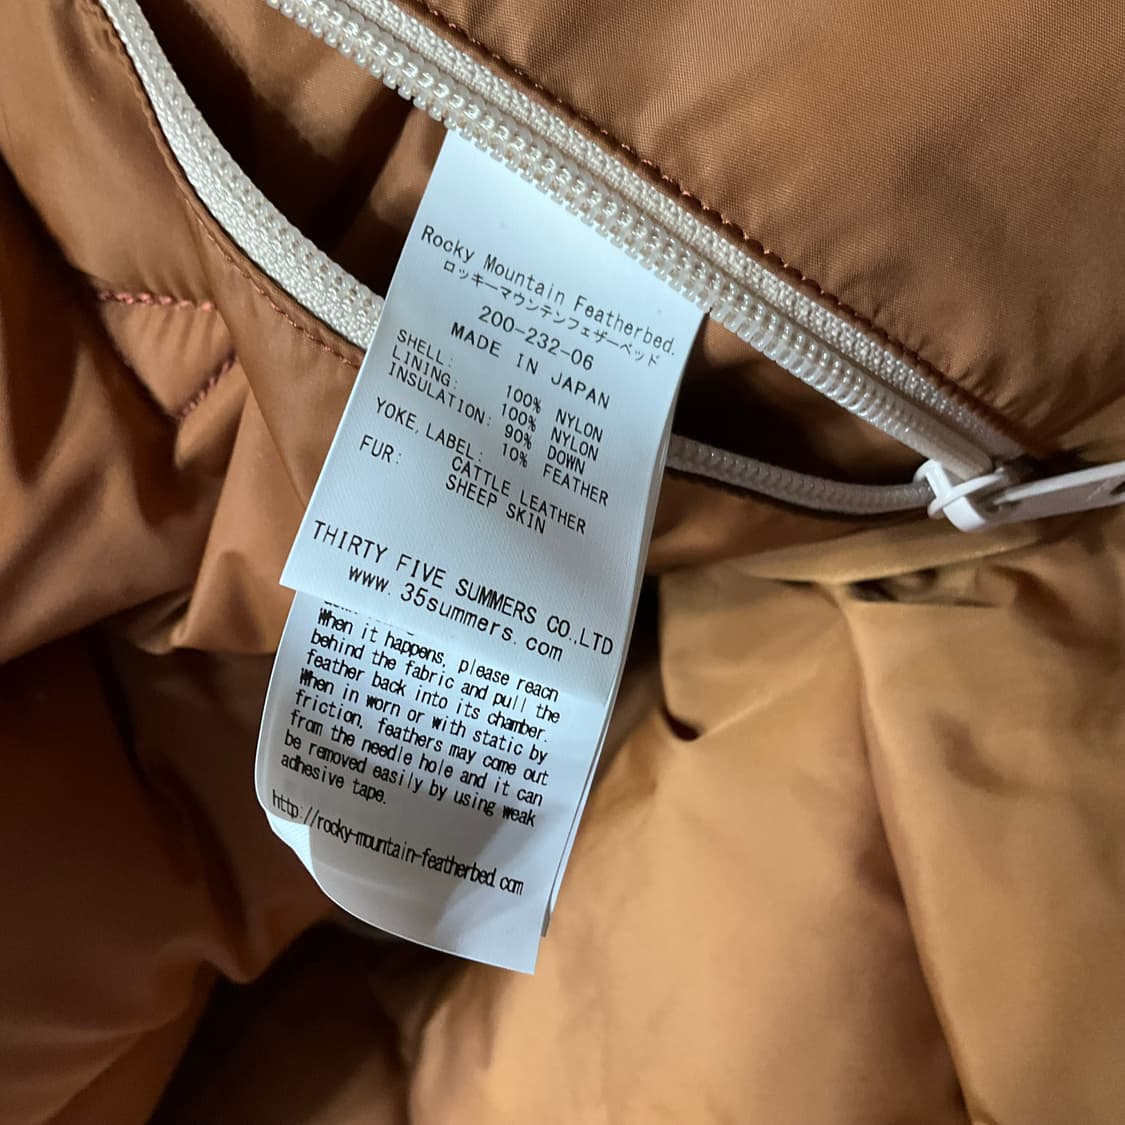 Rocky Mountain Featherbed.
ロッキーマウンテンフェザーベッド
200-232-06
MADE IN JAPAN
SHELL: 100% NYLON
LINING: 100% NYLON
INSULATION: 90% DOWN
10% FEATHER
YOKE, LABEL: CATTLE LEATHER
FUR: SHEEP SKIN
THIRTY FIVE SUMMERS CO.,LTD
www.35summers.com
When it happens, please reach
behind the fabric and pull the
feather back into its chamber.
When in worn or with static by
friction, feathers may come out
from the needle hole and it can
be removed easily by using weak
adhesive tape.
http://rocky-mountain-featherbed.com